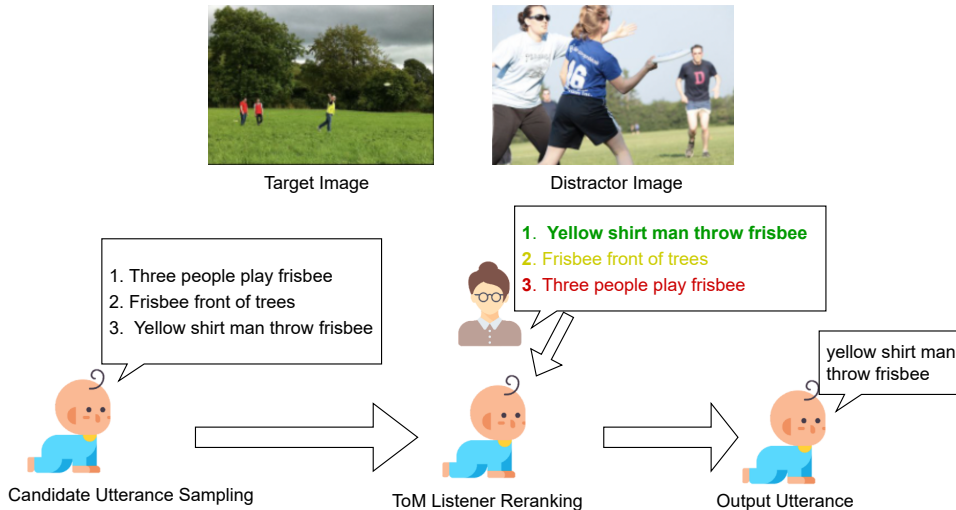 Target Image
Distractor Image
16
D
1. Three people play frisbee
2. Frisbee front of trees
3. Yellow shirt man throw frisbee
1. Yellow shirt man throw frisbee
2. Frisbee front of trees
3. Three people play frisbee
yellow shirt man
throw frisbee
Candidate Utterance Sampling
ToM Listener Reranking
Output Utterance